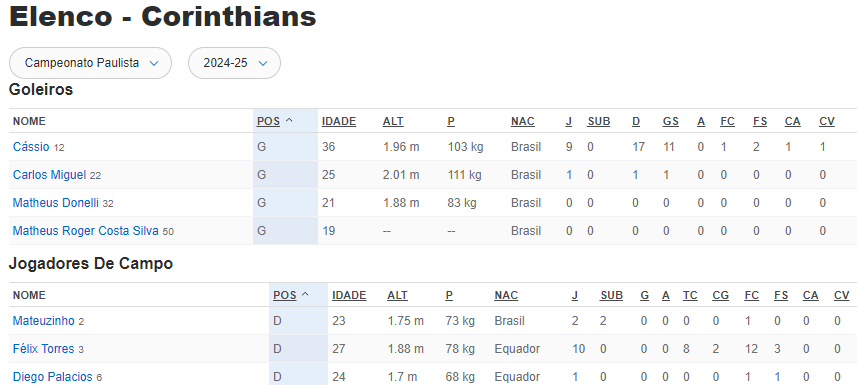 Elenco - Corinthians
Campeonato Paulista 2024-25
Goleiros
NOME POS IDADE ALT P NAC J SUB D GS A FC FS CA CV
Cássio 12 G 36 1.96 m 103 kg Brasil 9 0 17 11 0 1 2 1 1
Carlos Miguel 22 G 25 2.01 m 111 kg Brasil 1 0 1 1 0 0 0 0 0
Matheus Donelli 32 G 21 1.88 m 83 kg Brasil 0 0 0 0 0 0 0 0 0
Matheus Roger Costa Silva 50 G 19 -- -- Brasil 0 0 0 0 0 0 0 0 0
Jogadores De Campo
NOME POS IDADE ALT P NAC J SUB G A TC CG FC FS CA CV
Mateuzinho 2 D 23 1.75 m 73 kg Brasil 2 2 0 0 0 0 1 0 0 0
Félix Torres 3 D 27 1.88 m 78 kg Equador 10 0 0 0 8 2 12 3 0 0
Diego Palacios 6 D 24 1.7 m 68 kg Equador 1 0 0 0 0 0 1 1 0 0